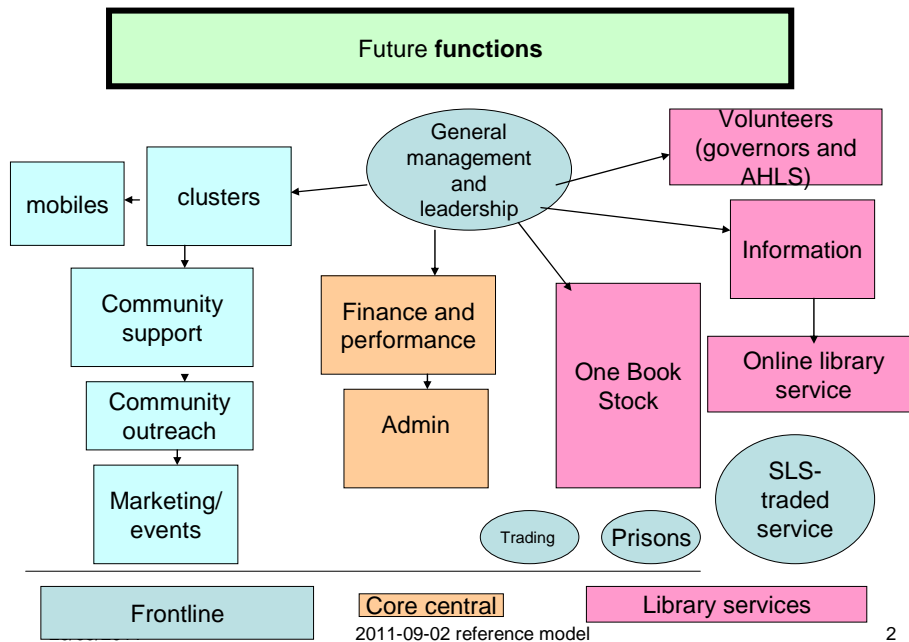 Future functions
General
management
and
leadership
Volunteers
(governors and
AHLS)
mobiles
clusters
Information
Community
support
Finance and
performance
One Book
Stock
Online library
service
Community
outreach
Admin
Marketing/
events
SLS-
traded
service
Trading
Prisons
Frontline
Core central
Library services
2011-09-02 reference model
2